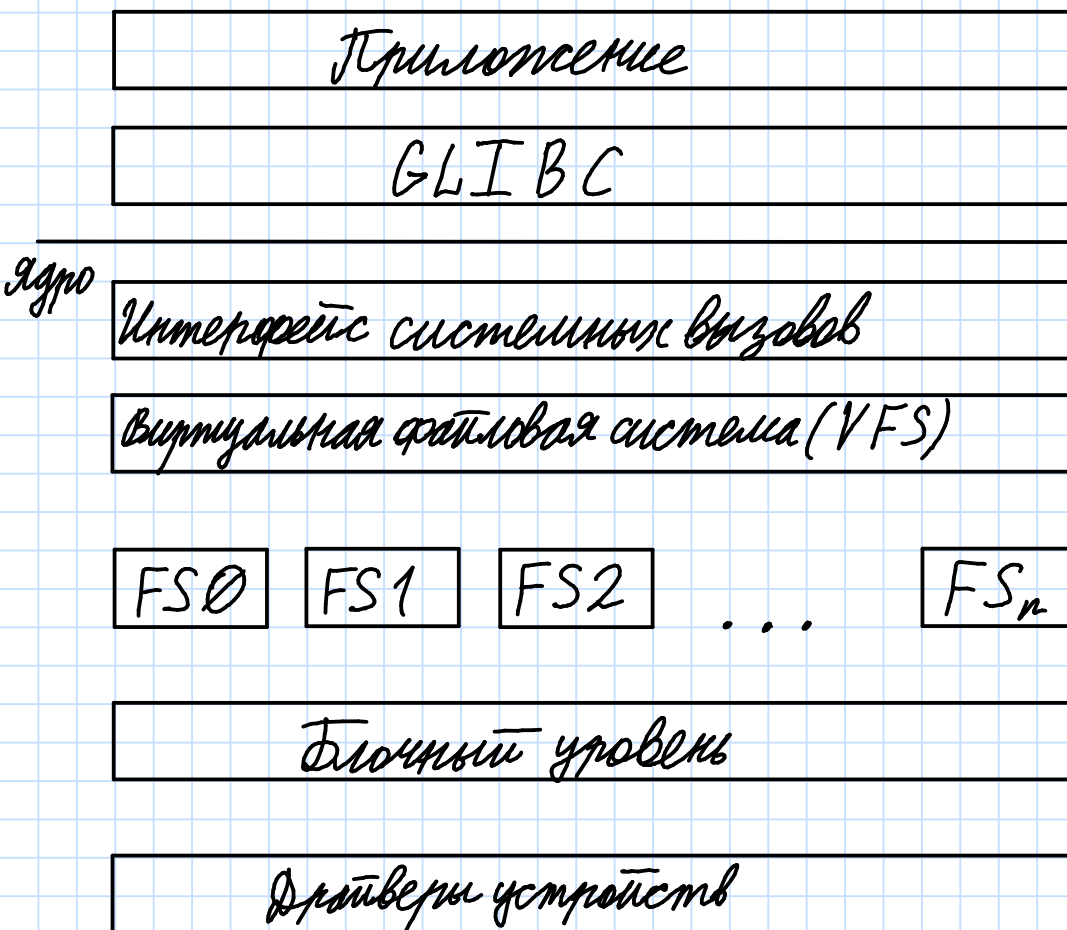 Приложение
GLIBC
Ядро
Интерфейс системных вызовов
Виртуальная файловая система (VFS)
FS0 FS1 FS2 ... FSn
Блочный уровень
Драйверы устройств